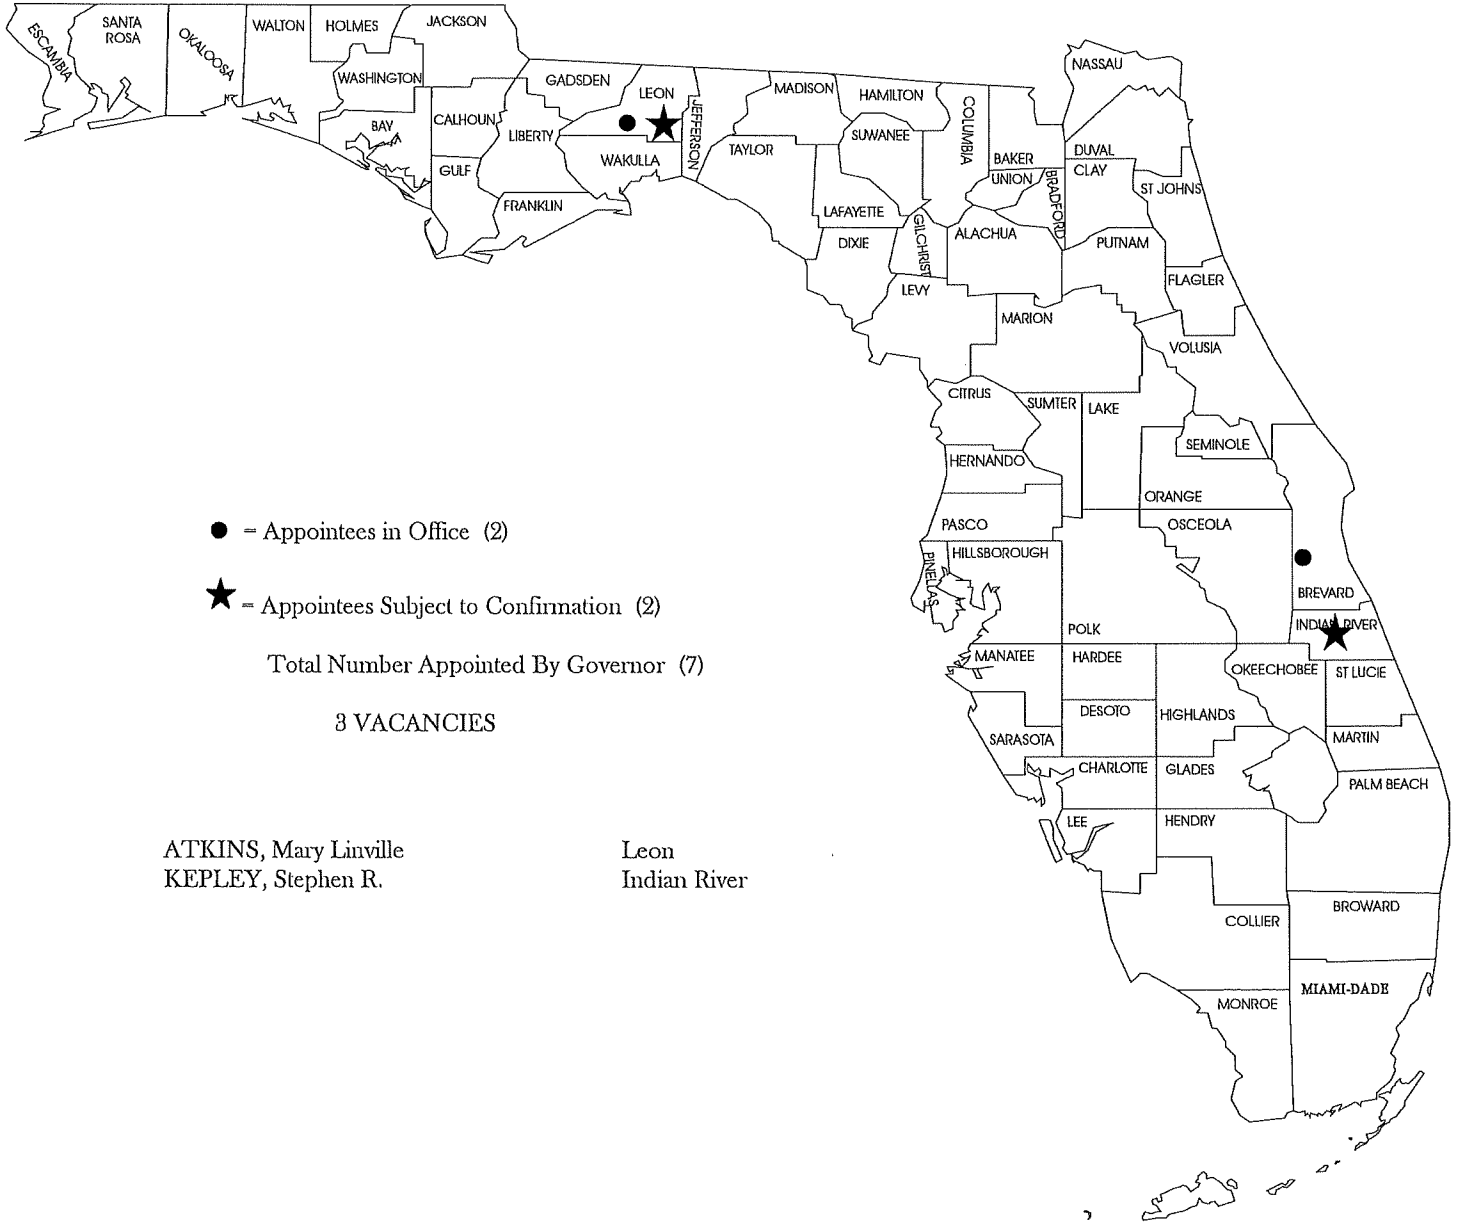 ESCAMBIA
SANTA
ROSA
OKALOOSA
WALTON
HOLMES
JACKSON
WASHINGTON
BAY
CALHOUN
GULF
LIBERTY
GADSDEN
FRANKLIN
LEON
WAKULLA
JEFFERSON
MADISON
TAYLOR
HAMILTON
SUWANEE
LAFAYETTE
DIXIE
COLUMBIA
GILCHRIST
BAKER
UNION
BRADFORD
ALACHUA
NASSAU
DUVAL
CLAY
ST JOHNS
PUTNAM
FLAGLER
LEVY
MARION
VOLUSIA
CITRUS
SUMTER
LAKE
SEMINOLE
HERNANDO
ORANGE
PASCO
OSCEOLA
HILLSBOROUGH
PINELLAS
BREVARD
POLK
INDIAN RIVER
MANATEE
HARDEE
OKEECHOBEE
ST LUCIE
DESOTO
HIGHLANDS
SARASOTA
MARTIN
CHARLOTTE
GLADES
PALM BEACH
LEE
HENDRY
BROWARD
COLLIER
MIAMI-DADE
MONROE
= Appointees in Office (2)
= Appointees Subject to Confirmation (2)
Total Number Appointed By Governor (7)
3 VACANCIES
ATKINS, Mary Linville Leon
KEPLEY, Stephen R. Indian River